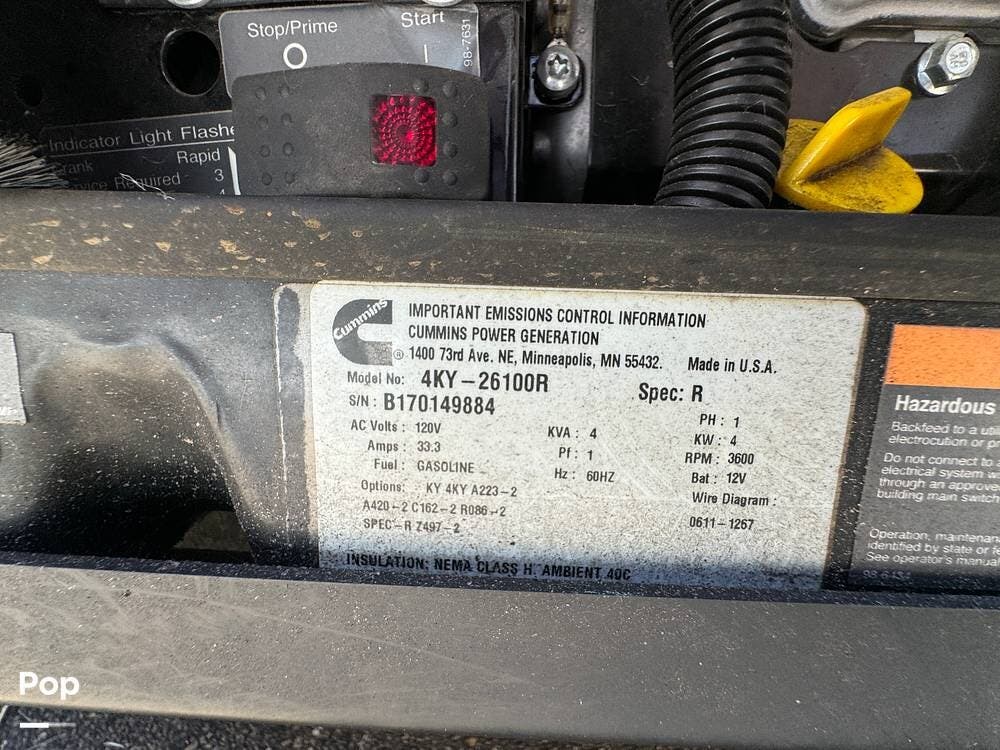 Stop/Prime
Start
98-7631
Indicator Light Flashe
Rapid
Service Required 3
Cummins
IMPORTANT EMISSIONS CONTROL INFORMATION
CUMMINS POWER GENERATION
® 1400 73rd Ave. NE, Minneapolis, MN 55432. Made in U.S.A.
Model No: 4KY-26100R Spec: R
S/N: B170149884
AC Volts: 120V KVA: 4 PH: 1
Amps: 33.3 Pf: 1 KW: 4
Fuel: GASOLINE Hz: 60HZ RPM: 3600
Options: KY 4KY A223-2 Bat: 12V
A420-2 C162-2 R086-2 Wire Diagram:
SPEC-R Z497-2 0611-1267
INSULATION: NEMA CLASS H. AMBIENT 40C
Hazardous
Backfeed to a
electrocution or
Do not connect to
electrical system
through an approve
building main switch
Operation, maintenan
identified by state or
See operator's manual
Pop